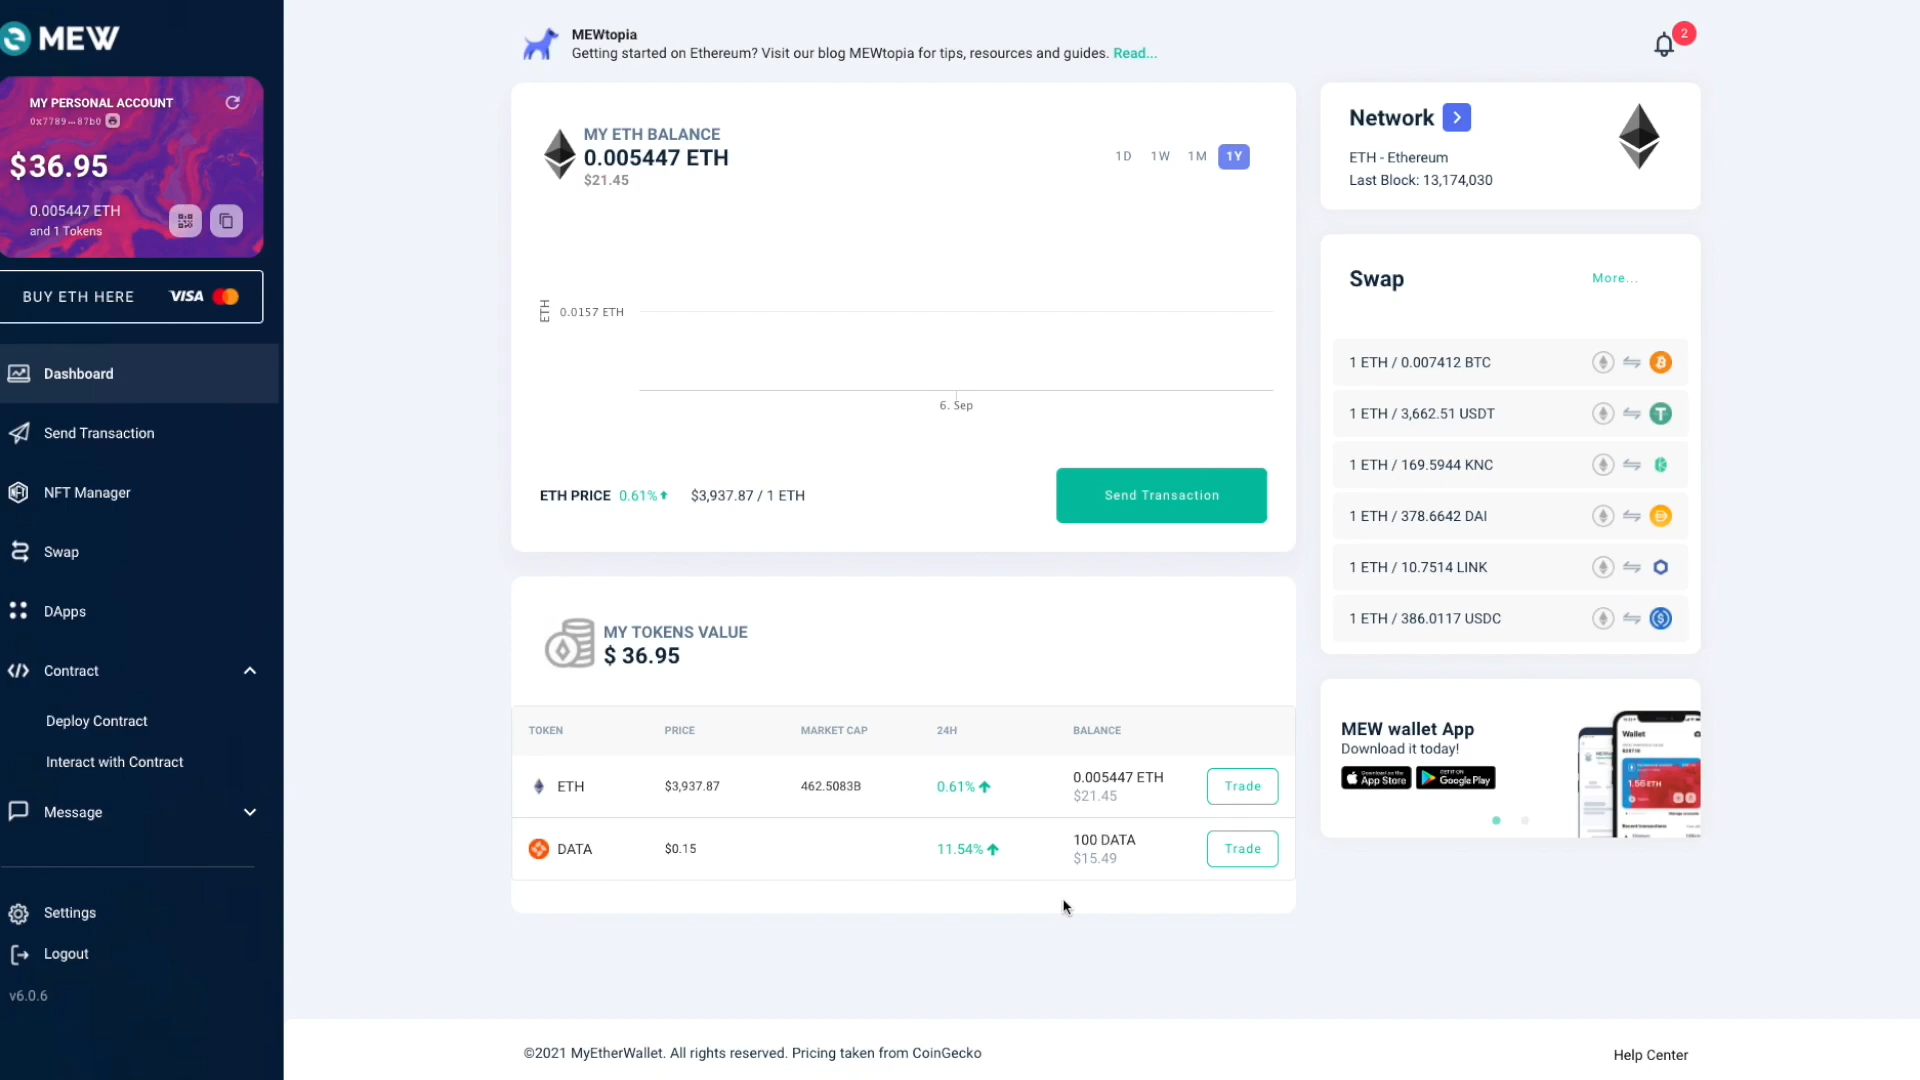 MEW
MY PERSONAL ACCOUNT
0x7789···87b0
$36.95
0.005447 ETH
and 1 Tokens
BUY ETH HERE VISA
Dashboard
Send Transaction
NFT Manager
Swap
DApps
Contract
Deploy Contract
Interact with Contract
Message
Settings
Logout
v6.0.6
MEWtopia
Getting started on Ethereum? Visit our blog MEWtopia for tips, resources and guides. Read...
2
MY ETH BALANCE
0.005447 ETH
$21.45
1D 1W 1M 1Y
ETH 0.0157 ETH
6. Sep
ETH PRICE 0.61% $3,937.87 / 1 ETH
Send Transaction
MY TOKENS VALUE
$ 36.95
TOKEN PRICE MARKET CAP 24H BALANCE
ETH $3,937.87 462.5083B 0.61% 0.005447 ETH
$21.45
Trade
DATA $0.15 11.54% 100 DATA
$15.49
Trade
Network
ETH - Ethereum
Last Block: 13,174,030
Swap More...
1 ETH / 0.007412 BTC
1 ETH / 3,662.51 USDT
1 ETH / 169.5944 KNC
1 ETH / 378.6642 DAI
1 ETH / 10.7514 LINK
1 ETH / 386.0117 USDC
MEW wallet App
Download it today!
App Store Google Play
Wallet
1.56 ETH
©2021 MyEtherWallet. All rights reserved. Pricing taken from CoinGecko
Help Center